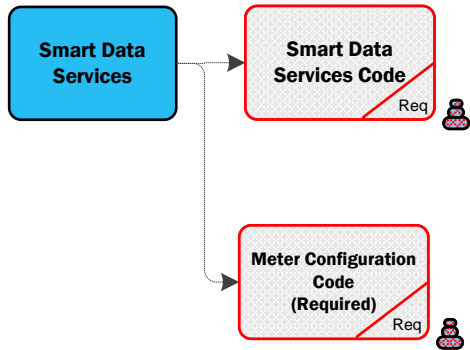 Smart Data
Services
Smart Data
Services Code
Req
Meter Configuration
Code
(Required)
Req